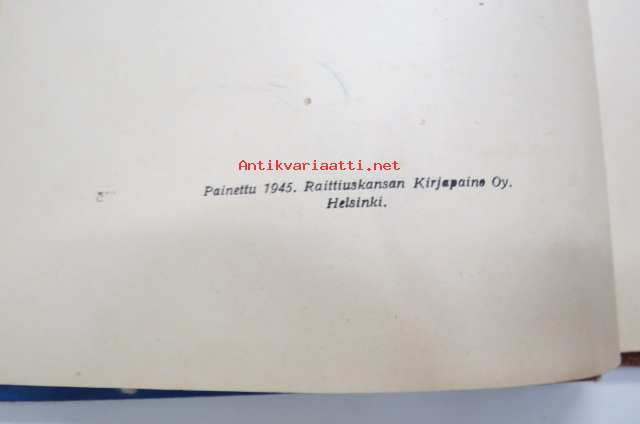 Antikvariaatti.net
Painettu 1945. Raittiuskansan Kirjapaino Oy.
Helsinki.